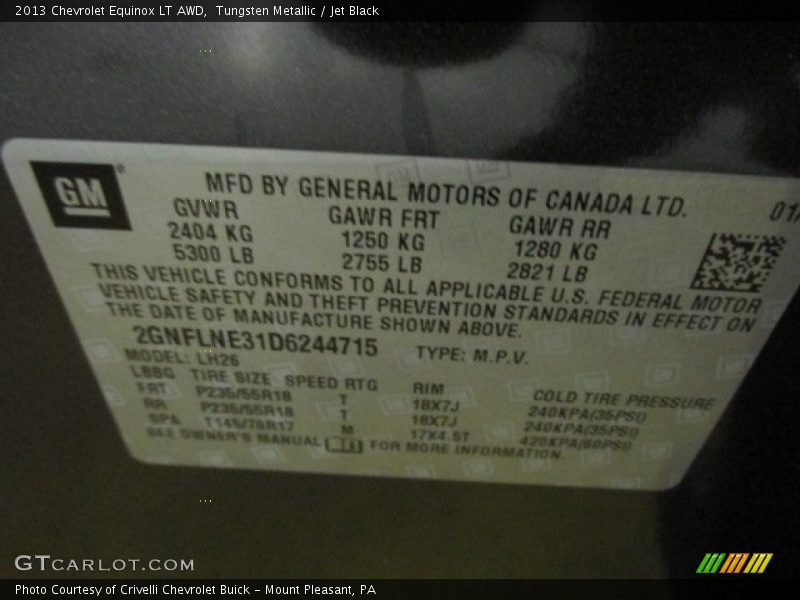 2013 Chevrolet Equinox LT AWD,  Tungsten Metallic / Jet Black
GM®
MFD BY GENERAL MOTORS OF CANADA LTD.
01/
GVWR GAWR FRT GAWR RR
2404 KG 1250 KG 1280 KG
5300 LB 2755 LB 2821 LB
THIS VEHICLE CONFORMS TO ALL APPLICABLE U.S. FEDERAL MOTOR
VEHICLE SAFETY AND THEFT PREVENTION STANDARDS IN EFFECT ON
THE DATE OF MANUFACTURE SHOWN ABOVE.
2GNFLNE31D6244715 TYPE: M.P.V.
MODEL: LH26
LBBG TIRE SIZE SPEED RTG RIM COLD TIRE PRESSURE
FRT P235/55R18 T 18X7J 240KPA(35PSI)
RR P235/55R18 T 18X7J 240KPA(35PSI)
SPA T145/70R17 M 17X4.5T 420KPA(60PSI)
SEE OWNER'S MANUAL FOR MORE INFORMATION.
GTCARLOT.COM
Photo Courtesy of Crivelli Chevrolet Buick - Mount Pleasant, PA